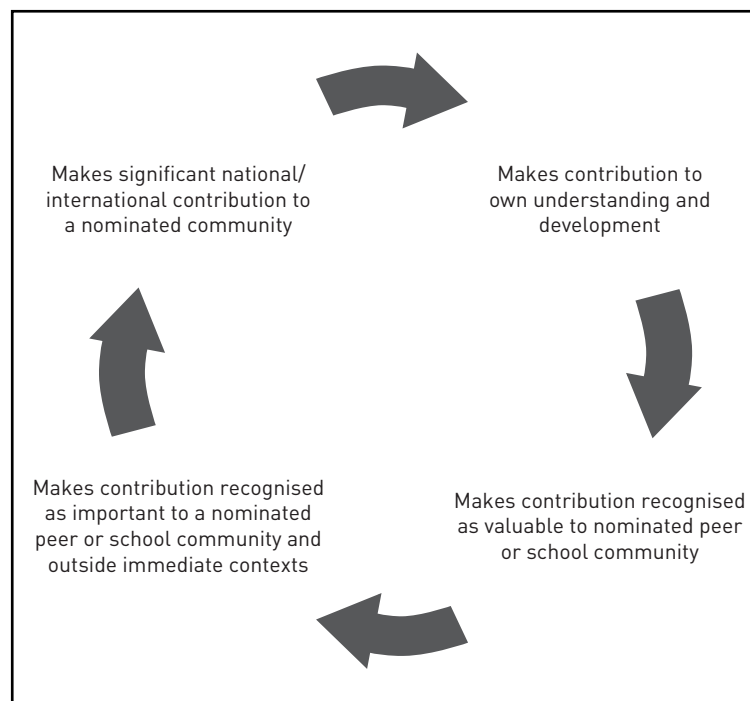 Makes significant national/
international contribution to
a nominated community
Makes contribution to
own understanding and
development
Makes contribution recognised
as important to a nominated
peer or school community and
outside immediate contexts
Makes contribution recognised
as valuable to nominated peer
or school community